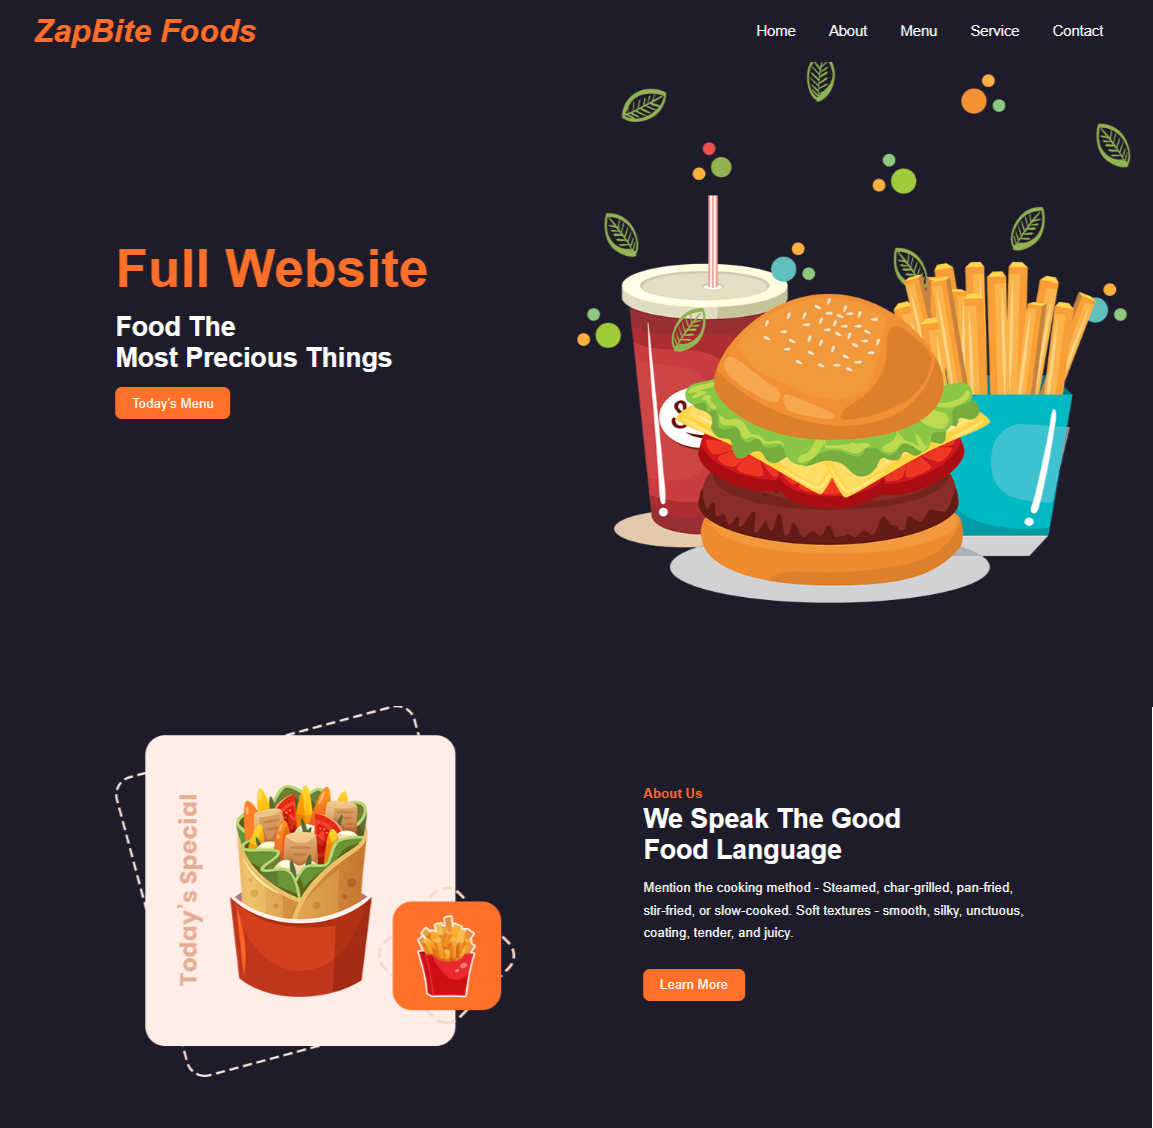 ZapBite Foods
Home About Menu Service Contact
Full Website
Food The
Most Precious Things
Today's Menu
Today's Special
About Us
We Speak The Good
Food Language
Mention the cooking method - Steamed, char-grilled, pan-fried,
stir-fried, or slow-cooked. Soft textures - smooth, silky, unctuous,
coating, tender, and juicy.
Learn More